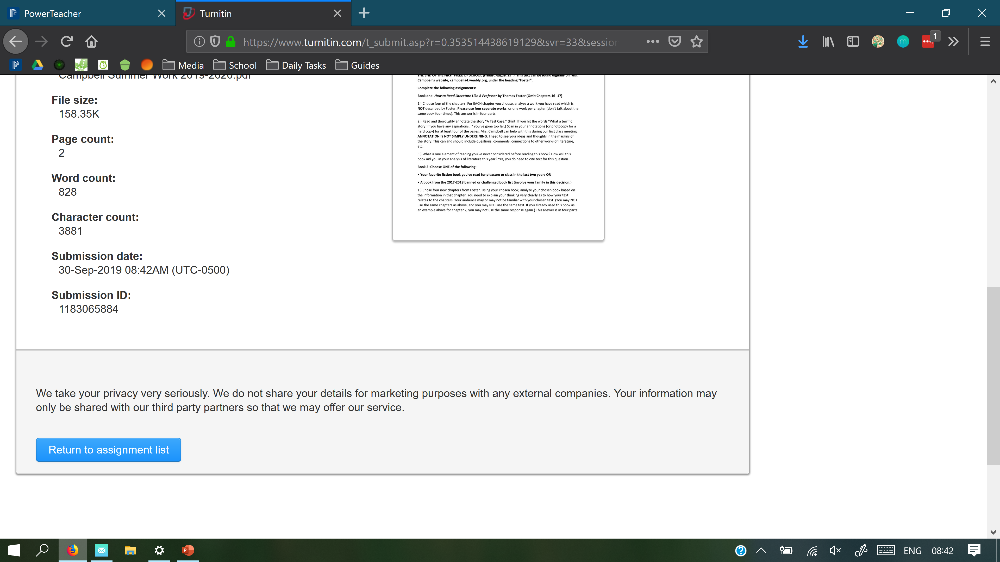 PowerTeacher
Turnitin
https://www.turnitin.com/t_submit.asp?r=0.353514438619129&svr=33&session
1
Media
School
Daily Tasks
Guides
Campbell Summer Work 2019-2020.pdf
File size:
158.35K
Page count:
2
Word count:
828
Character count:
3881
Submission date:
30-Sep-2019 08:42AM (UTC-0500)
Submission ID:
1183065884
THE END OF THE FIRST WEEK OF SCHOOL (Friday, August 19th). This text can be found digitally on Mrs.
Campbell's website, campbella4.weebly.org, under the heading "Foster".
Complete the following assignments:
Book one: How to Read Literature Like A Professor by Thomas Foster (Omit Chapters 16- 17)
1.) Choose four of the chapters. For EACH chapter you choose, analyze a work you have read which is
NOT described by Foster. Please use four separate works, or one work per chapter (don't talk about the
same book four times). This answer is in four parts.
2.) Read and thoroughly annotate the story "A Test Case." (Hint: If you hit the words "What a terrific
story! If you have any aspirations..." you've gone too far.) Scan in your annotations (or photocopy for a
hard copy) for at least four of the pages. Mrs. Campbell can help with this during our first class meeting.
ANNOTATION IS NOT SIMPLY UNDERLINING. I need to see your ideas and thoughts in the margins of
the story. This can and should include questions, comments, connections to other works of literature,
etc.
3.) What is one element of reading you've never considered before reading this book? How will this
book aid you in your analysis of literature this year? Yes, you do need to cite text for this question.
Book 2: Choose ONE of the following:
• Your favorite fiction book you've read for pleasure or class in the last two years OR
• A book from the 2017-2018 banned or challenged book list (involve your family in this decision.)
1.) Chose four new chapters from Foster. Using your chosen book, analyze your chosen book based on
the information in that chapter. You need to explain your thinking very clearly as to how your text
relates to the chapters. Your audience may or may not be familiar with your chosen text. (You may NOT
use the same chapters as above, and you may NOT use the same text. If you already used this book as
an example above for chapter 2, you may not use the same response again.) This answer is in four parts.
We take your privacy very seriously. We do not share your details for marketing purposes with any external companies. Your information may
only be shared with our third party partners so that we may offer our service.
Return to assignment list
ENG
08:42